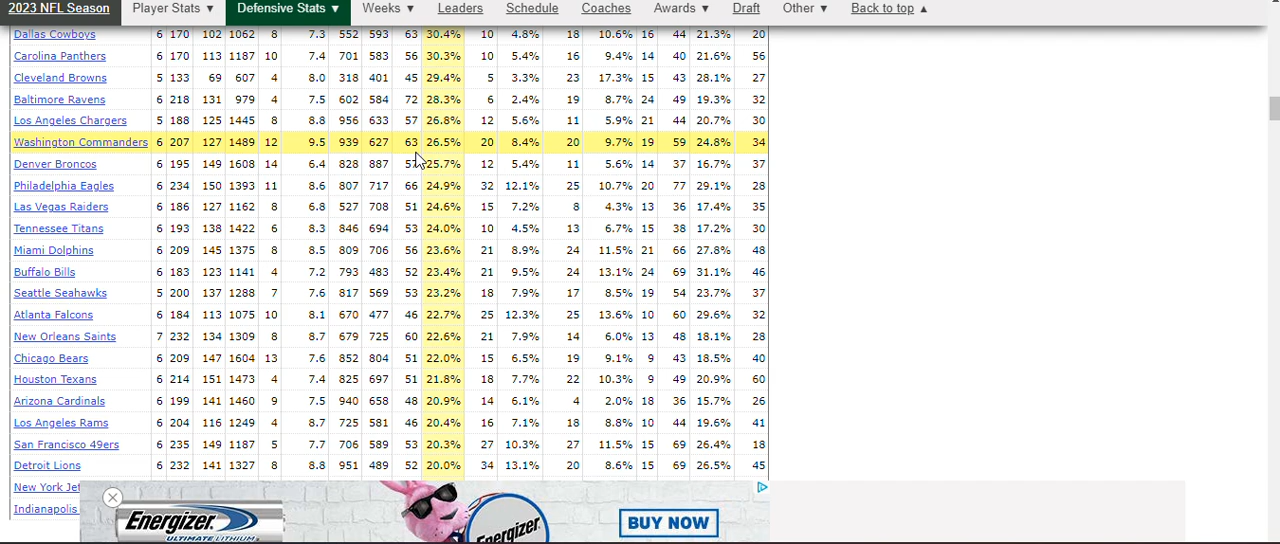 2023 NFL Season Player Stats ▼ Defensive Stats ▼ Weeks ▼ Leaders Schedule Coaches Awards ▼ Draft Other ▼ Back to top ▲
Dallas Cowboys 6 170 102 1062 8 7.3 552 593 63 30.4% 10 4.8% 18 10.6% 16 44 21.3% 20
Carolina Panthers 6 170 113 1187 10 7.4 701 583 56 30.3% 10 5.4% 16 9.4% 14 40 21.6% 56
Cleveland Browns 5 133 69 607 4 8.0 318 401 45 29.4% 5 3.3% 23 17.3% 15 43 28.1% 27
Baltimore Ravens 6 218 131 979 4 7.5 602 584 72 28.3% 6 2.4% 19 8.7% 24 49 19.3% 32
Los Angeles Chargers 5 188 125 1445 8 8.8 956 633 57 26.8% 12 5.6% 11 5.9% 21 44 20.7% 30
Washington Commanders 6 207 127 1489 12 9.5 939 627 63 26.5% 20 8.4% 20 9.7% 19 59 24.8% 34
Denver Broncos 6 195 149 1608 14 6.4 828 887 57 25.7% 12 5.4% 11 5.6% 14 37 16.7% 37
Philadelphia Eagles 6 234 150 1393 11 8.6 807 717 66 24.9% 32 12.1% 25 10.7% 20 77 29.1% 28
Las Vegas Raiders 6 186 127 1162 8 6.8 527 708 51 24.6% 15 7.2% 8 4.3% 13 36 17.4% 35
Tennessee Titans 6 193 138 1422 6 8.3 846 694 53 24.0% 10 4.5% 13 6.7% 15 38 17.2% 30
Miami Dolphins 6 209 145 1375 8 8.5 809 706 56 23.6% 21 8.9% 24 11.5% 21 66 27.8% 48
Buffalo Bills 6 183 123 1141 4 7.2 793 483 52 23.4% 21 9.5% 24 13.1% 24 69 31.1% 46
Seattle Seahawks 5 200 137 1288 7 7.6 817 569 53 23.2% 18 7.9% 17 8.5% 19 54 23.7% 37
Atlanta Falcons 6 184 113 1075 10 8.1 670 477 46 22.7% 25 12.3% 25 13.6% 10 60 29.6% 32
New Orleans Saints 7 232 134 1309 8 8.7 679 725 60 22.6% 21 7.9% 14 6.0% 13 48 18.1% 28
Chicago Bears 6 209 147 1604 13 7.6 852 804 51 22.0% 15 6.5% 19 9.1% 9 43 18.5% 40
Houston Texans 6 214 151 1473 4 7.4 825 697 51 21.8% 18 7.7% 22 10.3% 9 49 20.9% 60
Arizona Cardinals 6 199 141 1460 9 7.5 940 658 48 20.9% 14 6.1% 4 2.0% 18 36 15.7% 26
Los Angeles Rams 6 204 116 1249 4 8.7 725 581 46 20.4% 16 7.1% 18 8.8% 10 44 19.6% 41
San Francisco 49ers 6 235 149 1187 5 7.7 706 589 53 20.3% 27 10.3% 27 11.5% 15 69 26.4% 18
Detroit Lions 6 232 141 1327 8 8.8 951 489 52 20.0% 34 13.1% 20 8.6% 15 69 26.5% 45
New York Jet
Indianapolis
Energizer
ULTIMATE LITHIUM
Energizer
BUY NOW